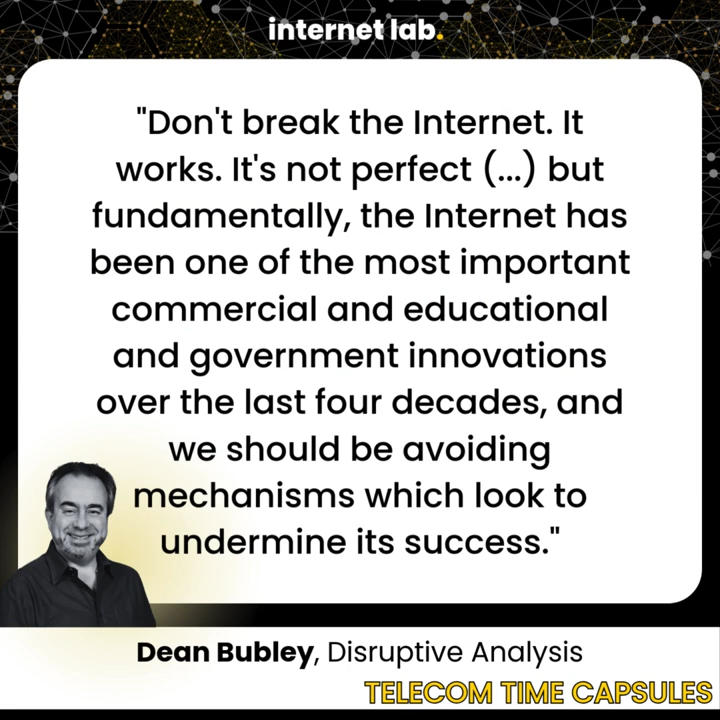 internet lab.
"Don't break the Internet. It
works. It's not perfect (...) but
fundamentally, the Internet has
been one of the most important
commercial and educational
and government innovations
over the last four decades, and
we should be avoiding
mechanisms which look to
undermine its success."
Dean Bubley, Disruptive Analysis
TELECOM TIME CAPSULES